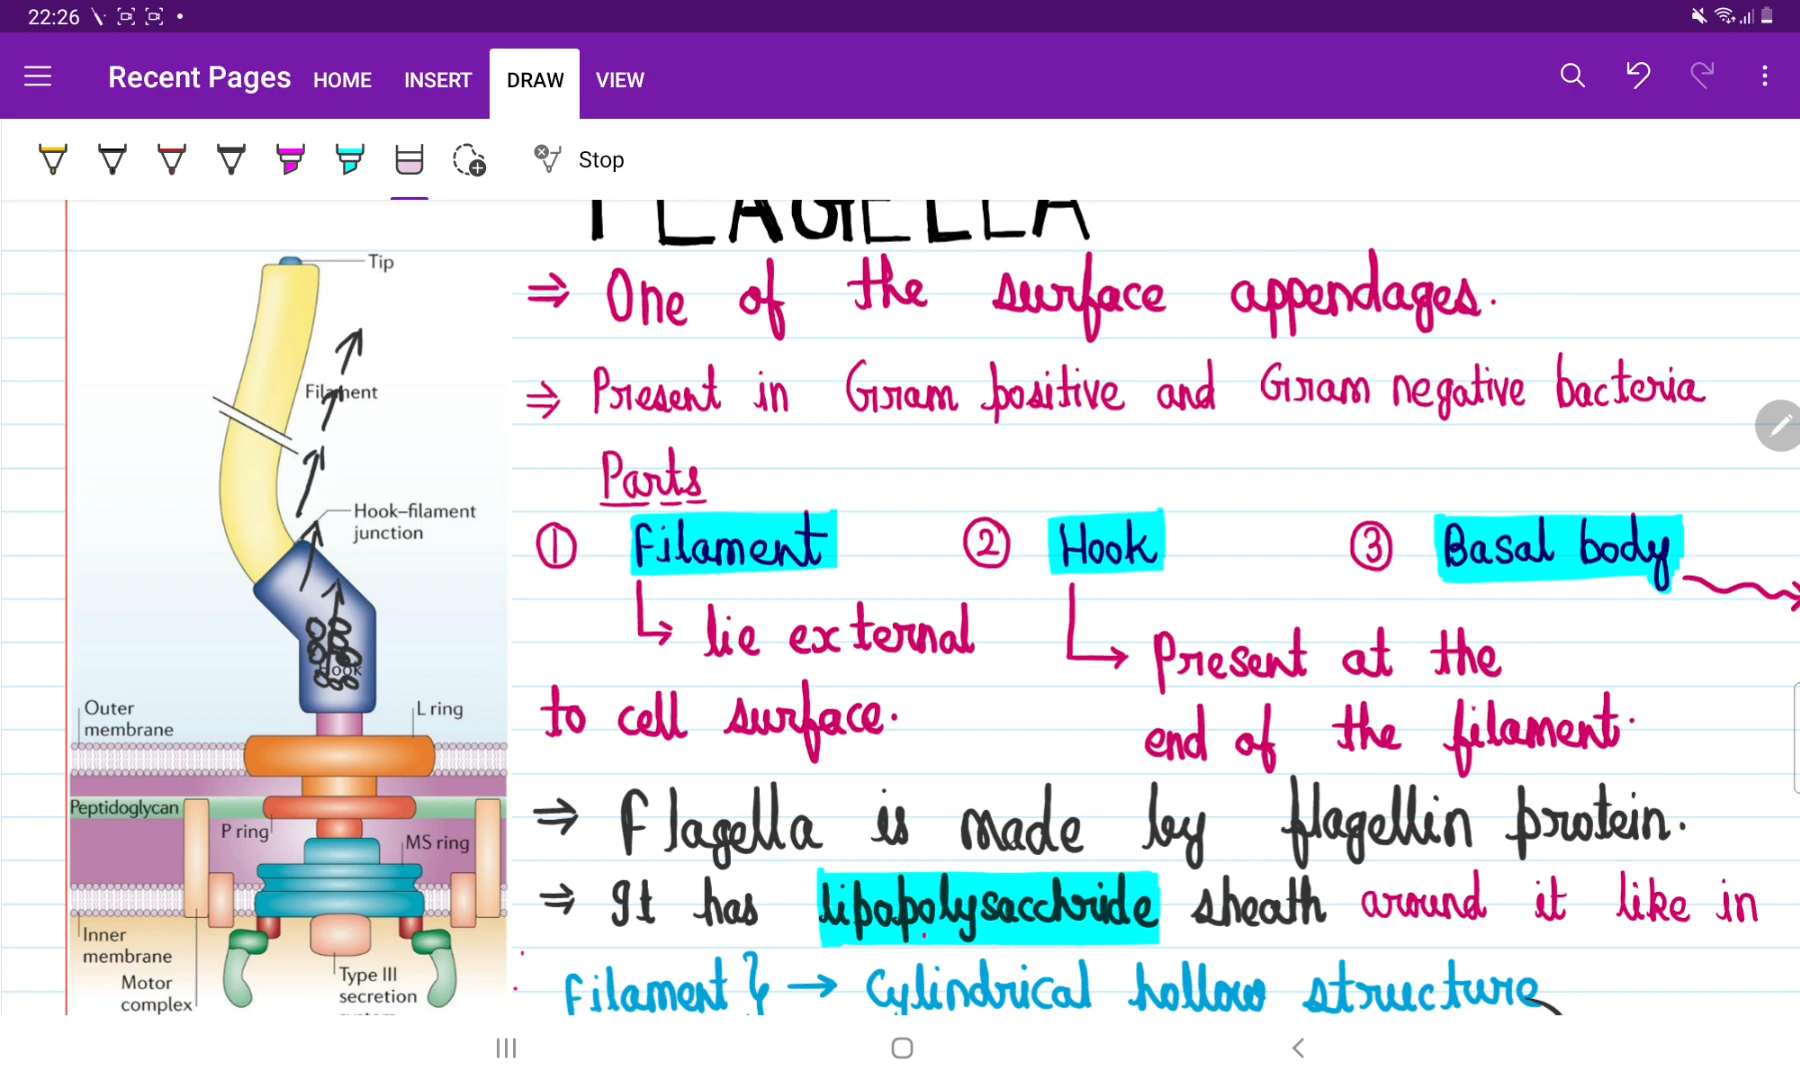 22:26
Recent Pages HOME INSERT DRAW VIEW
Stop
FLAGELLA
Tip
⇒ One of the surface appendages.
Filament
⇒ Present in Gram positive and Gram negative bacteria
Parts
Hook–filament
junction
① Filament ② Hook ③ Basal body
↳ lie external
to cell surface.
↳ Present at the
end of the filament.
Hook
Outer
membrane
L ring
Peptidoglycan
P ring
MS ring
⇒ Flagella is made by flagellin protein.
⇒ It has lipopolysacchride sheath around it like in
Inner
membrane
Motor
complex
Type III
secretion
Filament } → Cylindrical hollow structure